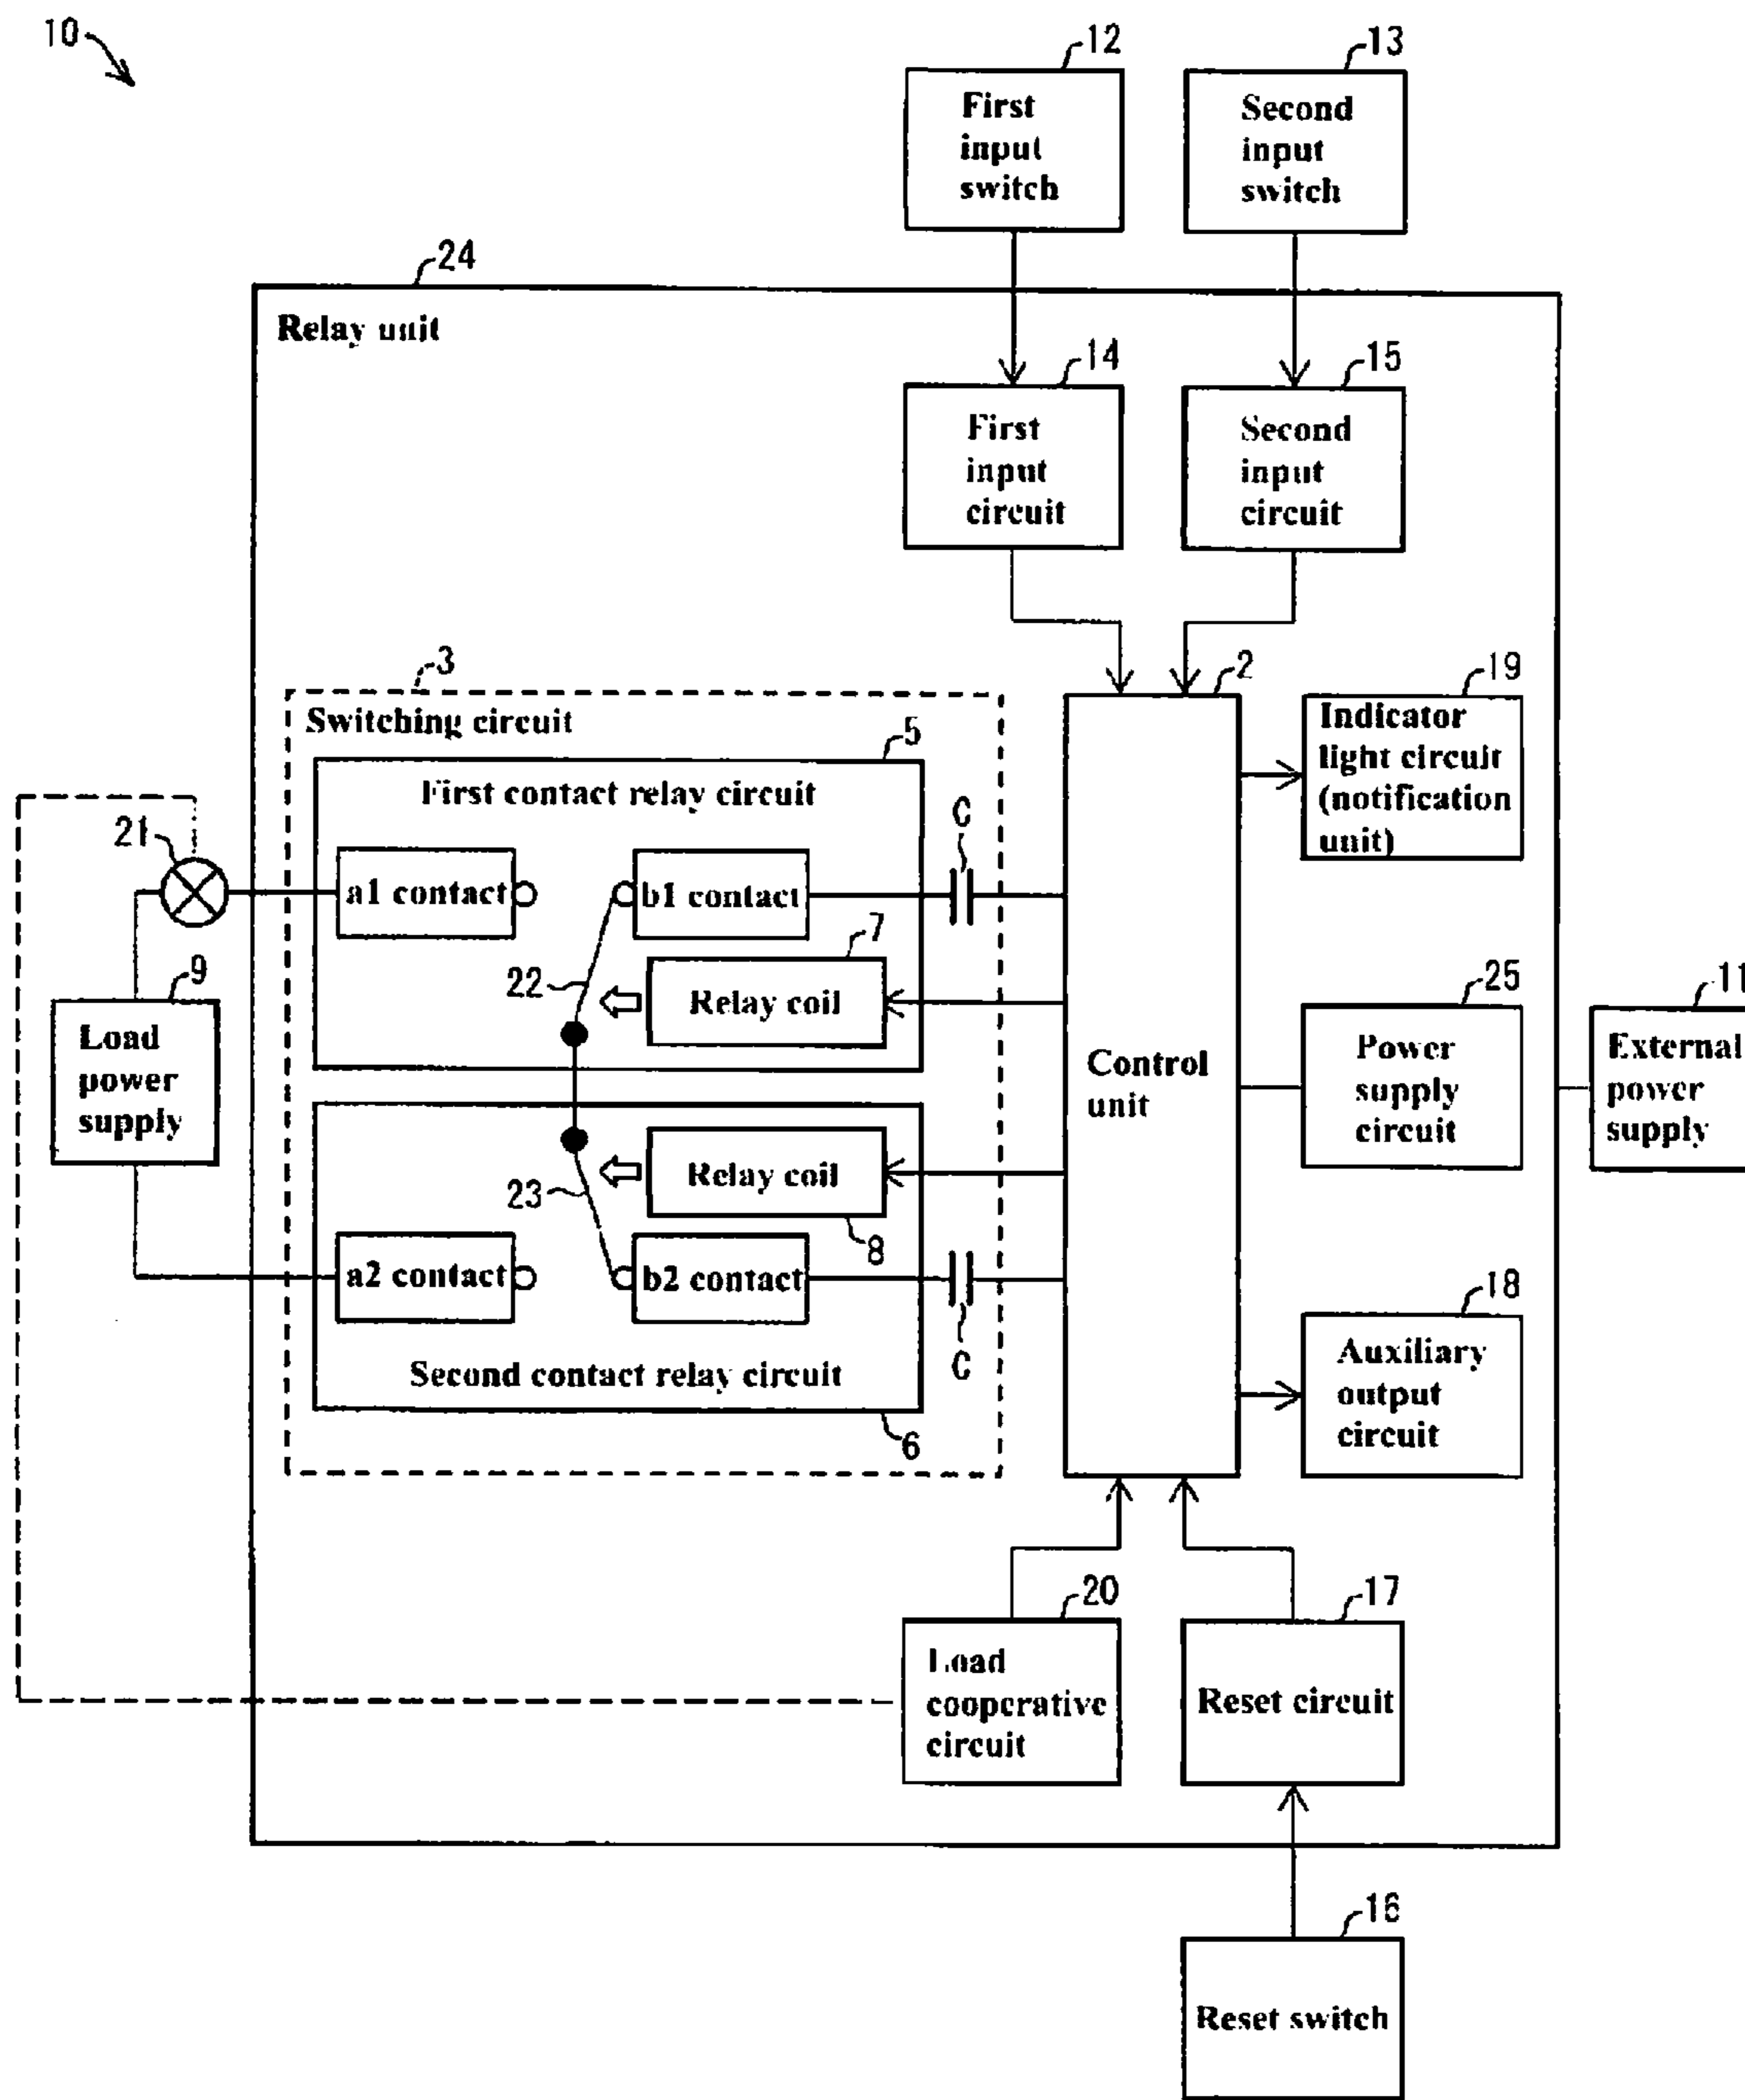 10
12
13
First
input
switch
Second
input
switch
24
Relay unit
14
15
First
input
circuit
Second
input
circuit
3
Switching circuit
2
19
Indicator
light circuit
(notification
unit)
5
First contact relay circuit
21
a1 contact
b1 contact
C
7
22
Relay coil
9
Load
power
supply
Control
unit
25
Power
supply
circuit
11
External
power
supply
23
Relay coil
8
a2 contact
b2 contact
C
Second contact relay circuit
6
18
Auxiliary
output
circuit
20
17
Load
cooperative
circuit
Reset circuit
16
Reset switch